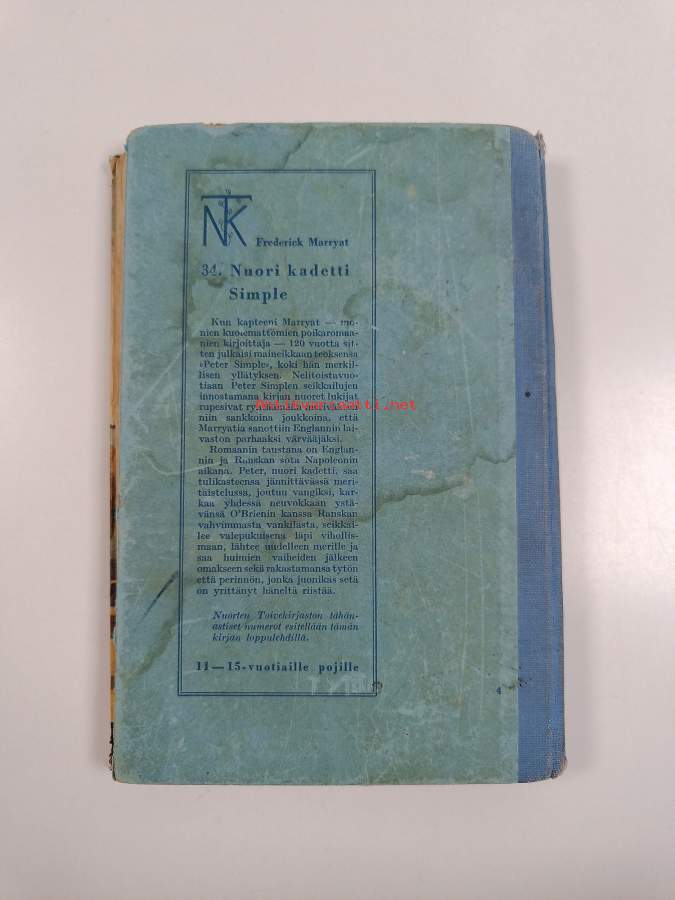 NTK
Frederick Marryat
34. Nuori kadetti
Simple
Kun kapteeni Marryat — mo-
nien kuolemattomien poikaromaa-
nien kirjoittaja — 120 vuotta sit-
ten julkaisi maineikkaan teoksensa
»Peter Simple», koki hän merkil-
lisen yllätyksen. Nelitoistavuo-
tiaan Peter Simplen seikkailujen
innostamana kirjan nuoret lukijat
Antikvariaatti.net
rupesivat
niin sankkoina joukkoina, että
Marryatia sanottiin Englannin lai-
vaston parhaaksi värvääjäksi.
Romaanin taustana on Englan-
nin ja Ranskan sota Napoleonin
aikana. Peter, nuori kadetti, saa
tulikasteensa jännittävässä meri-
taistelussa, joutuu vangiksi, kar-
kaa yhdessä neuvokkaan ystä-
vänsä O'Brienin kanssa Ranskan
vahvimmasta vankilasta, seikkai-
lee valepukuisena läpi vihollis-
maan, lähtee uudelleen merille ja
saa huimien vaiheiden jälkeen
omakseen sekä rakastamansa tytön
että perinnön, jonka juonikas setä
on yrittänyt häneltä riistää.
Nuorten Toivekirjaston tähän-
astiset numerot esitellään tämän
kirjan loppulehdillä.
11—15-vuotiaille pojille
4